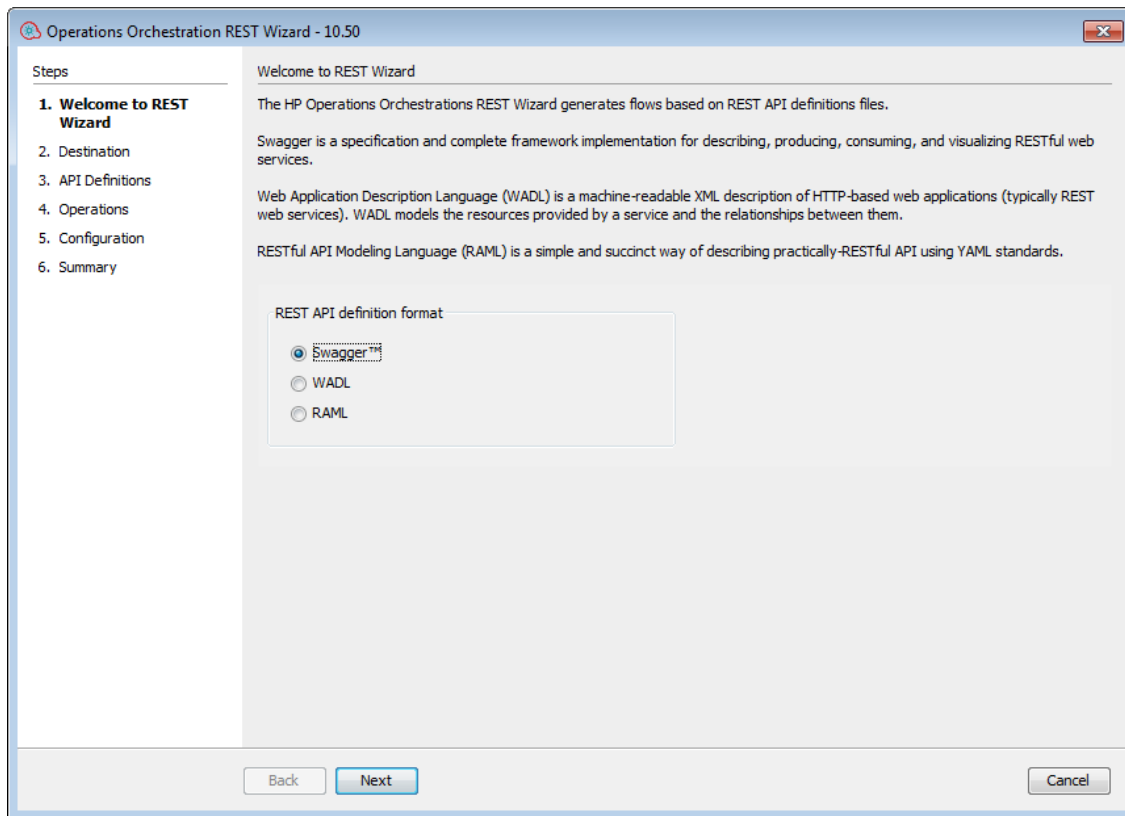 Operations Orchestration REST Wizard - 10.50
Steps
1. Welcome to REST
Wizard
2. Destination
3. API Definitions
4. Operations
5. Configuration
6. Summary
Welcome to REST Wizard
The HP Operations Orchestrations REST Wizard generates flows based on REST API definitions files.
Swagger is a specification and complete framework implementation for describing, producing, consuming, and visualizing RESTful web
services.
Web Application Description Language (WADL) is a machine-readable XML description of HTTP-based web applications (typically REST
web services). WADL models the resources provided by a service and the relationships between them.
RESTful API Modeling Language (RAML) is a simple and succinct way of describing practically-RESTful API using YAML standards.
REST API definition format
Swagger™
WADL
RAML
Back
Next
Cancel